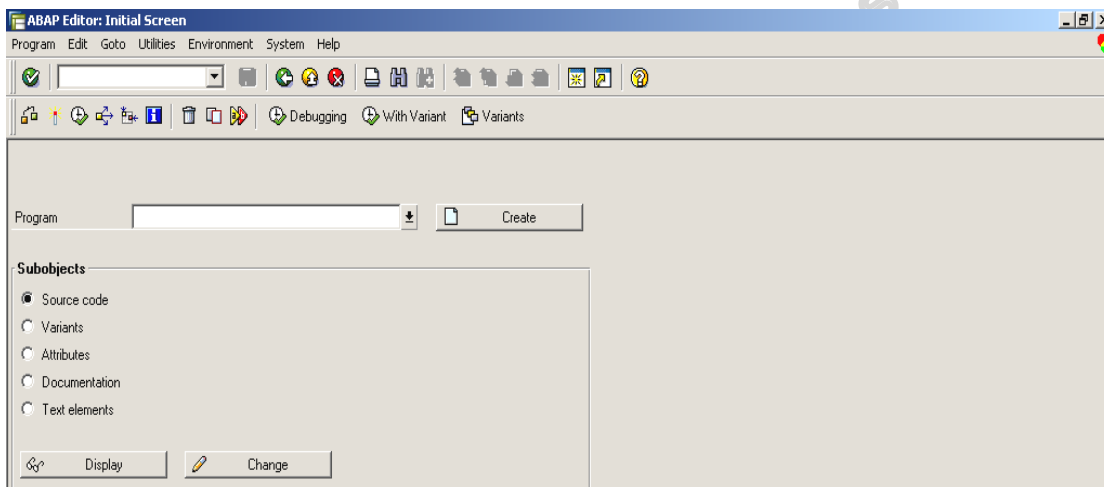 ABAP Editor: Initial Screen
Program Edit Goto Utilities Environment System Help
Debugging With Variant Variants
Program Create
Subobjects
Source code
Variants
Attributes
Documentation
Text elements
Display Change